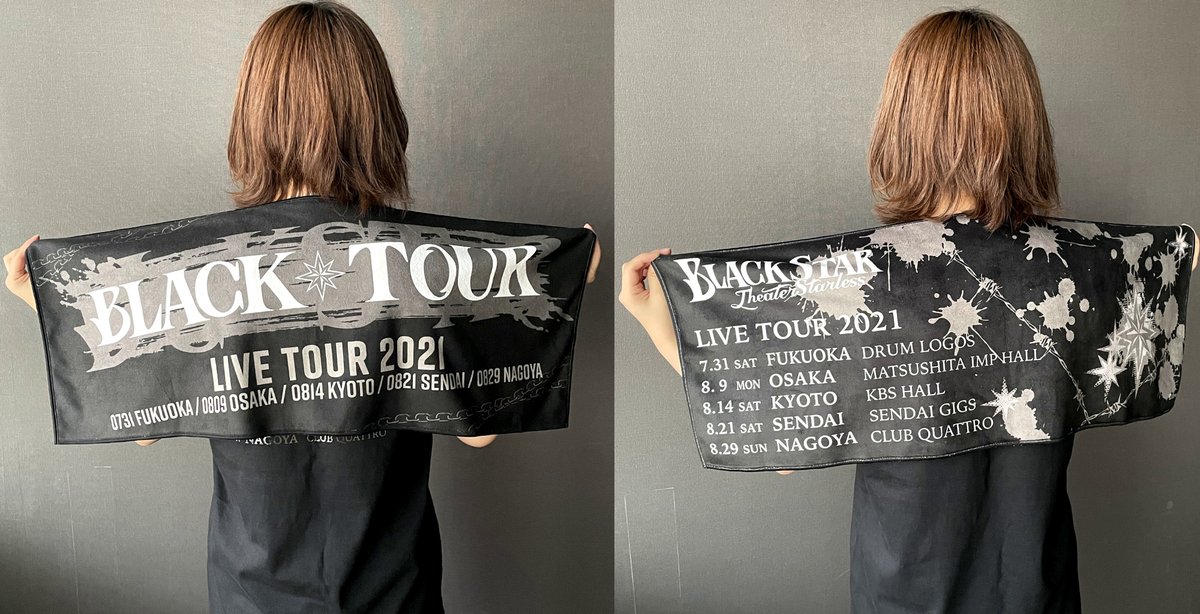 BLACK TOUR
LIVE TOUR 2021
0731 FUKUOKA / 0809 OSAKA / 0814 KYOTO / 0821 SENDAI / 0829 NAGOYA
NAGOYA CLUB QUATTRO
BLACK STAR
Theater Starless
LIVE TOUR 2021
7.31 SAT FUKUOKA DRUM LOGOS
8.9 MON OSAKA MATSUSHITA IMP HALL
8.14 SAT KYOTO KBS HALL
8.21 SAT SENDAI SENDAI GIGS
8.29 SUN NAGOYA CLUB QUATTRO